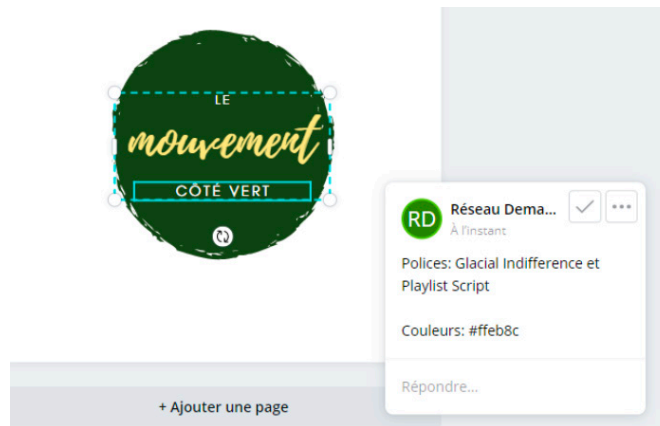 LE
mouvement
CÔTÉ VERT
RD
Réseau Dema...
À l'instant
Polices: Glacial Indifference et
Playlist Script
Couleurs: #ffeb8c
Répondre...
+ Ajouter une page